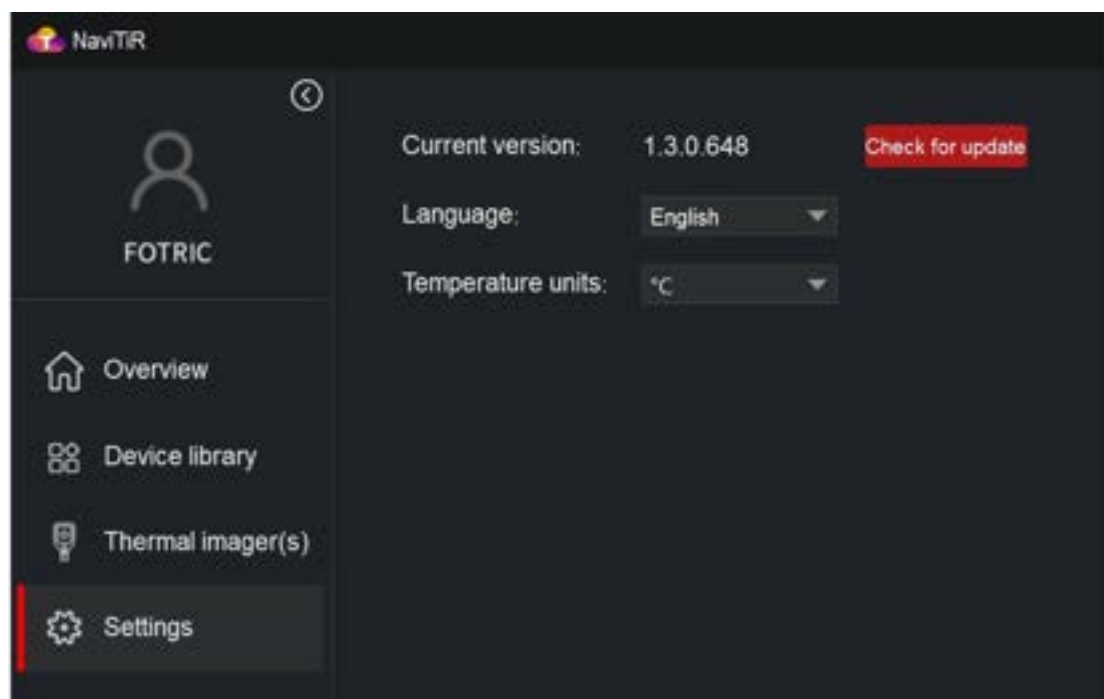 NaviTiR
FOTRIC
Overview
Device library
Thermal imager(s)
Settings
Current version: 1.3.0.648 Check for update
Language: English
Temperature units: °C